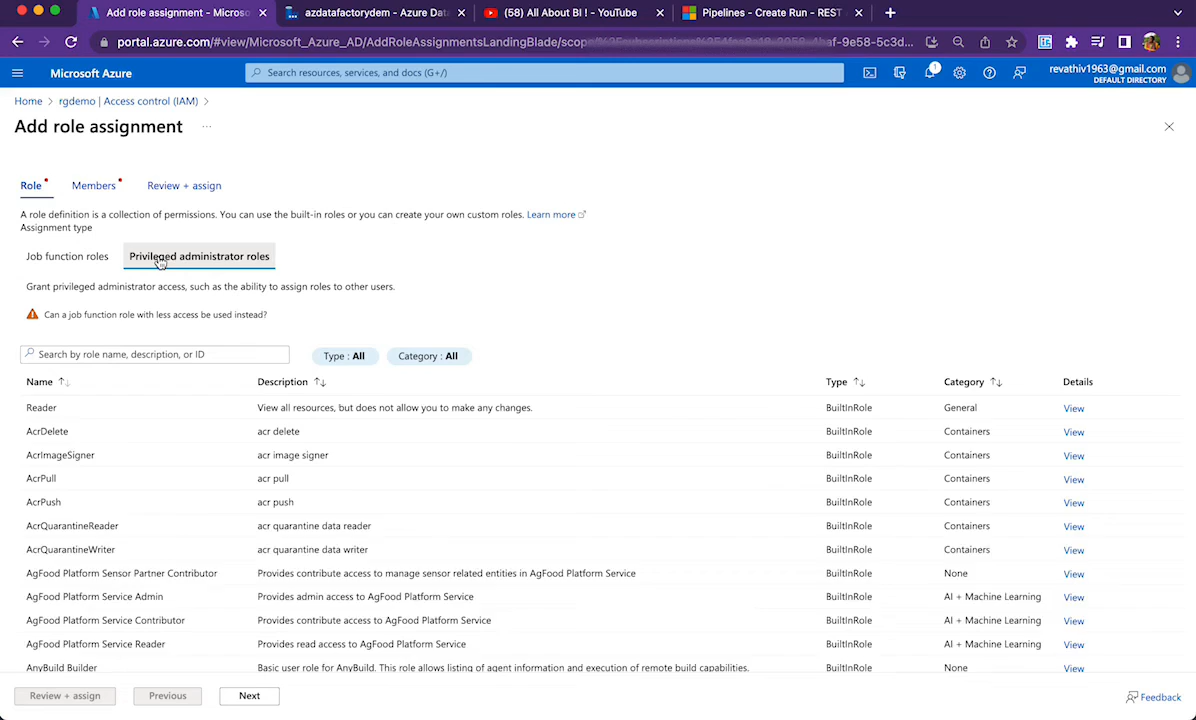 Add role assignment - Microso
azdatafactorydem - Azure Data
(58) All About BI ! - YouTube
Pipelines - Create Run - REST
portal.azure.com/#view/Microsoft_Azure_AD/AddRoleAssignmentsLandingBlade/scope
Microsoft Azure
Search resources, services, and docs (G+/)
1
revathiv1963@gmail.com
DEFAULT DIRECTORY
Home > rgdemo | Access control (IAM) >
Add role assignment ...
Role Members Review + assign
A role definition is a collection of permissions. You can use the built-in roles or you can create your own custom roles. Learn more
Assignment type
Job function roles Privileged administrator roles
Grant privileged administrator access, such as the ability to assign roles to other users.
Can a job function role with less access be used instead?
Search by role name, description, or ID
Type : All
Category : All
Name Description Type Category Details
Reader View all resources, but does not allow you to make any changes. BuiltInRole General View
AcrDelete acr delete BuiltInRole Containers View
AcrImageSigner acr image signer BuiltInRole Containers View
AcrPull acr pull BuiltInRole Containers View
AcrPush acr push BuiltInRole Containers View
AcrQuarantineReader acr quarantine data reader BuiltInRole Containers View
AcrQuarantineWriter acr quarantine data writer BuiltInRole Containers View
AgFood Platform Sensor Partner Contributor Provides contribute access to manage sensor related entities in AgFood Platform Service BuiltInRole None View
AgFood Platform Service Admin Provides admin access to AgFood Platform Service BuiltInRole AI + Machine Learning View
AgFood Platform Service Contributor Provides contribute access to AgFood Platform Service BuiltInRole AI + Machine Learning View
AgFood Platform Service Reader Provides read access to AgFood Platform Service BuiltInRole AI + Machine Learning View
AnyBuild Builder Basic user role for AnyBuild. This role allows listing of agent information and execution of remote build capabilities. BuiltInRole None View
Review + assign Previous Next
Feedback